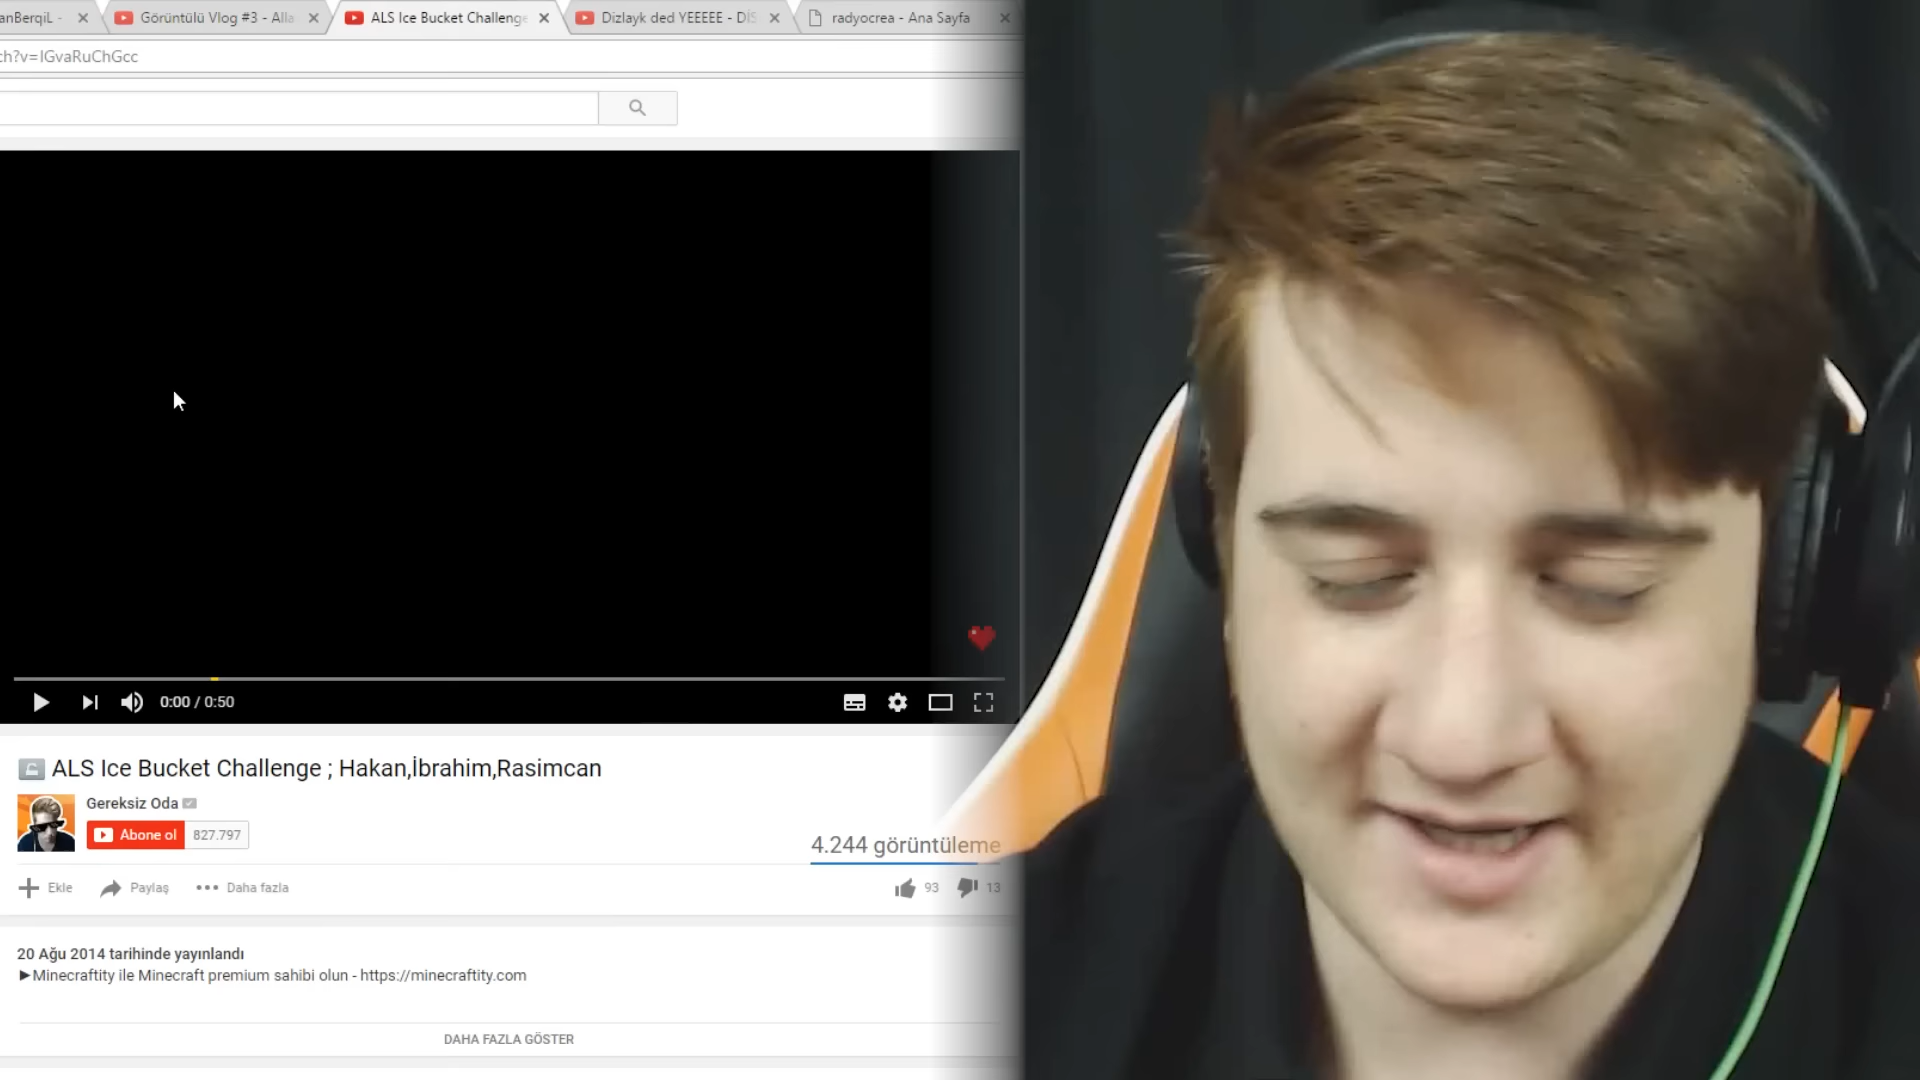 anBerqiL -
Görüntülü Vlog #3 - Alla
ALS Ice Bucket Challenge
Dizlayk ded YEEEEE - DİS
radyocrea - Ana Sayfa
ch?v=IGvaRuChGcc
0:00 / 0:50
ALS Ice Bucket Challenge ; Hakan,İbrahim,Rasimcan
Gereksiz Oda
Abone ol 827.797
4.244 görüntüleme
Ekle Paylaş Daha fazla 93 13
20 Ağu 2014 tarihinde yayınlandı
►Minecraftity ile Minecraft premium sahibi olun - https://minecraftity.com
DAHA FAZLA GÖSTER